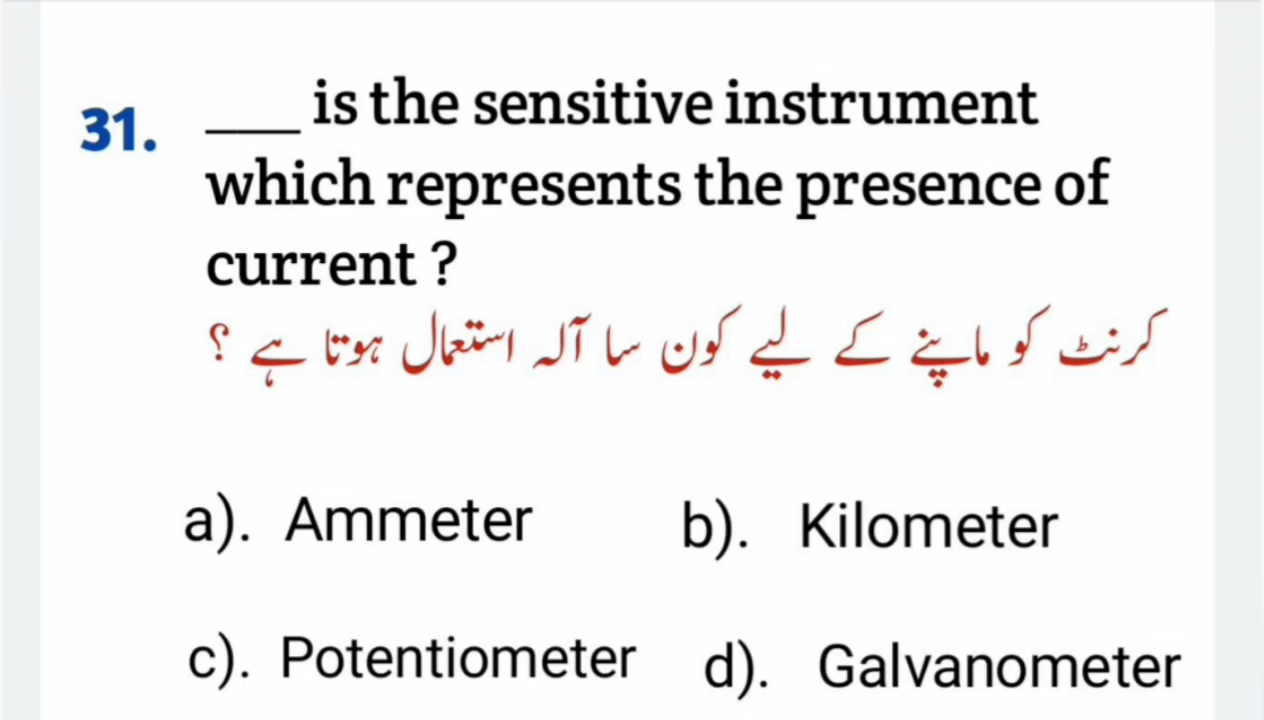 31. ___ is the sensitive instrument
which represents the presence of
current ?
کرنٹ کو ماپنے کے لیے کون سا آلہ استعمال ہوتا ہے ؟
a). Ammeter b). Kilometer
c). Potentiometer d). Galvanometer